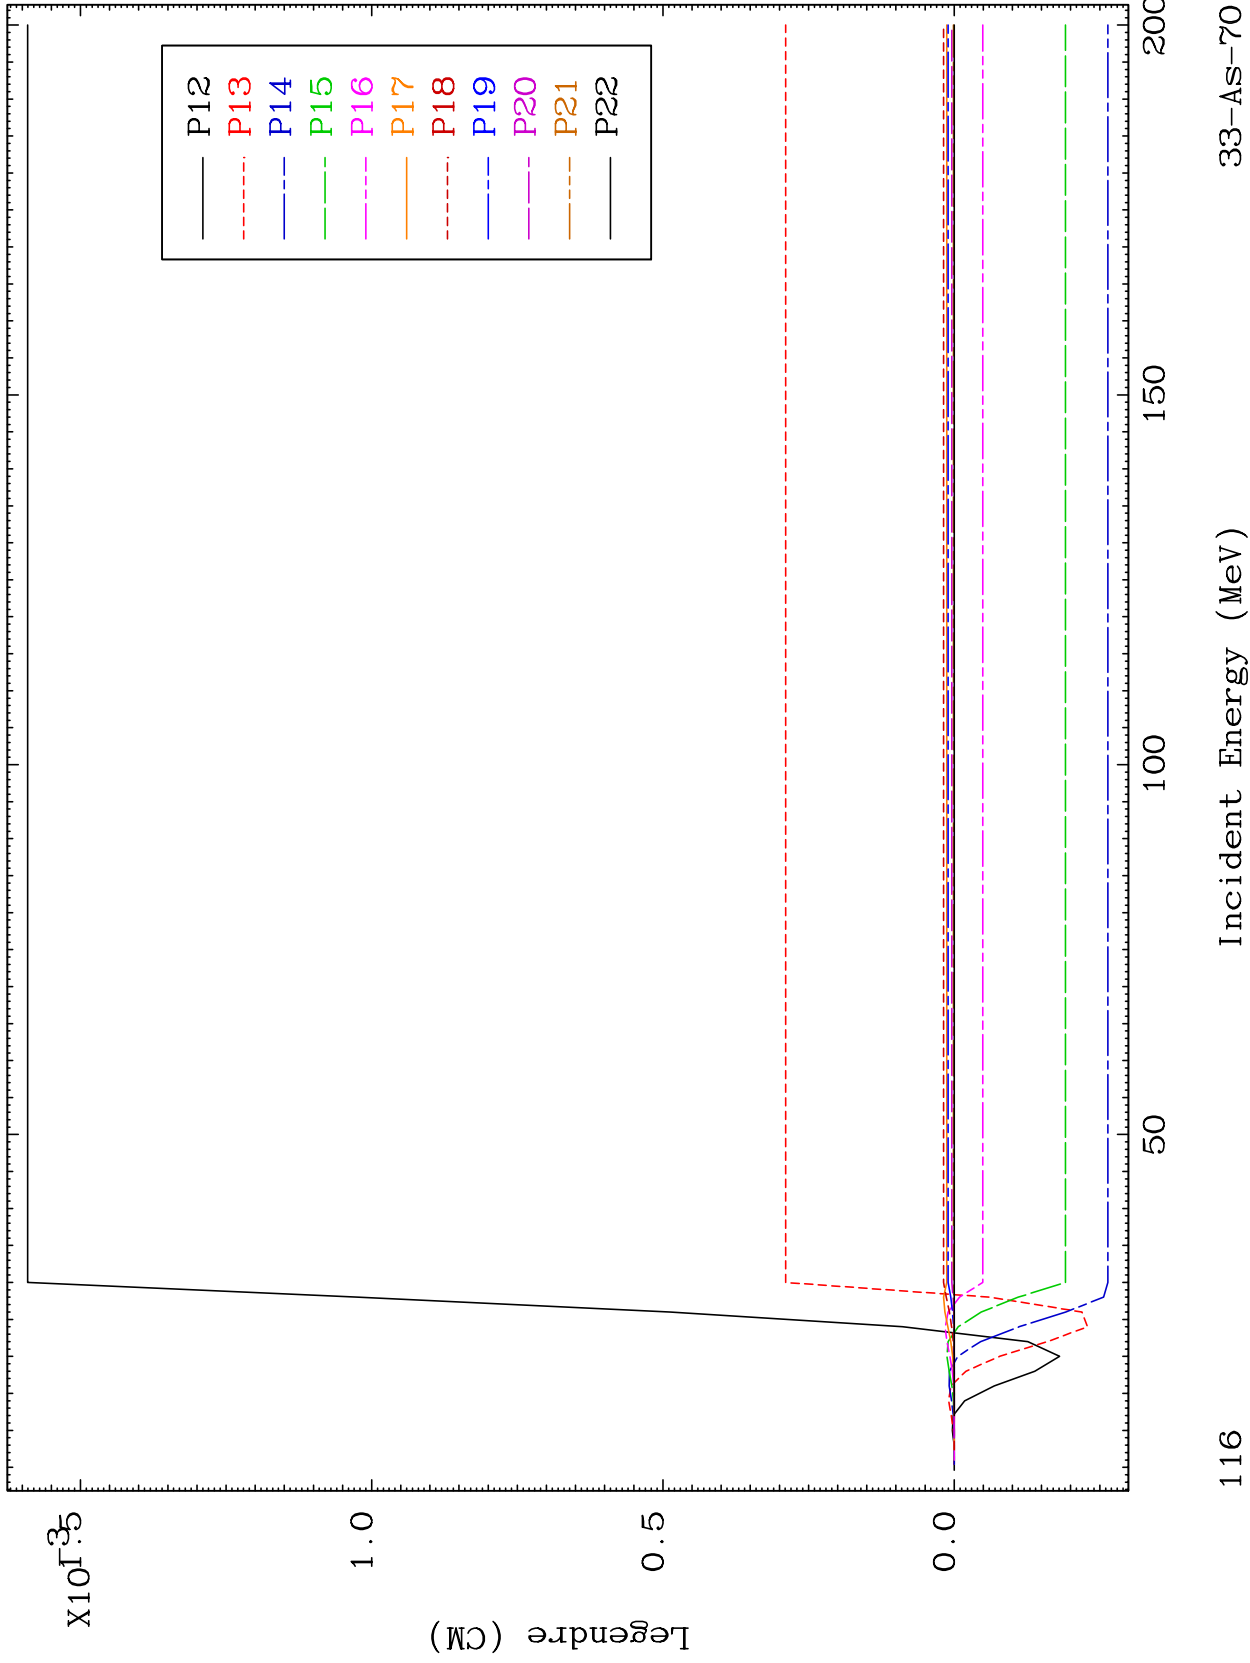 X10-3
1.5
1.0
0.5
0.0
Legendre (CM)
P12
P13
P14
P15
P16
P17
P18
P19
P20
P21
P22
50
100
150
200
Incident Energy (MeV)
116
33-As-70